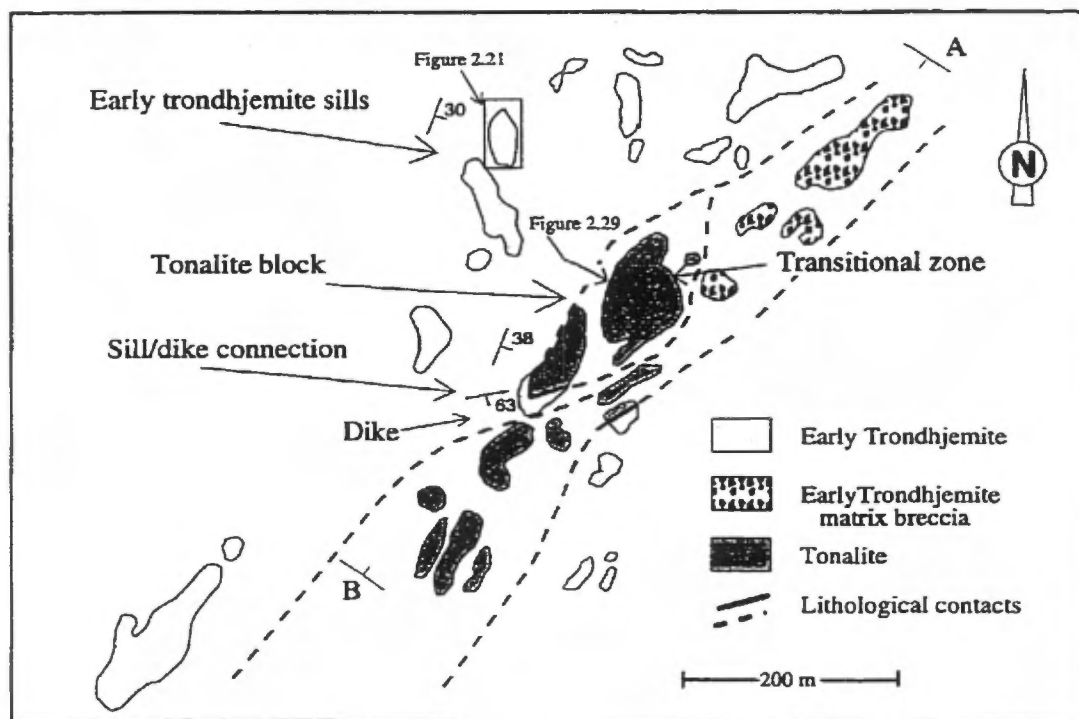 A
Figure 2.21
Early trondhjemite sills
30
N
Figure 2.29
Tonalite block
Transitional zone
38
Sill/dike connection
63
Dike
Early Trondhjemite
EarlyTrondhjemite
matrix breccia
Tonalite
B
Lithological contacts
200 m